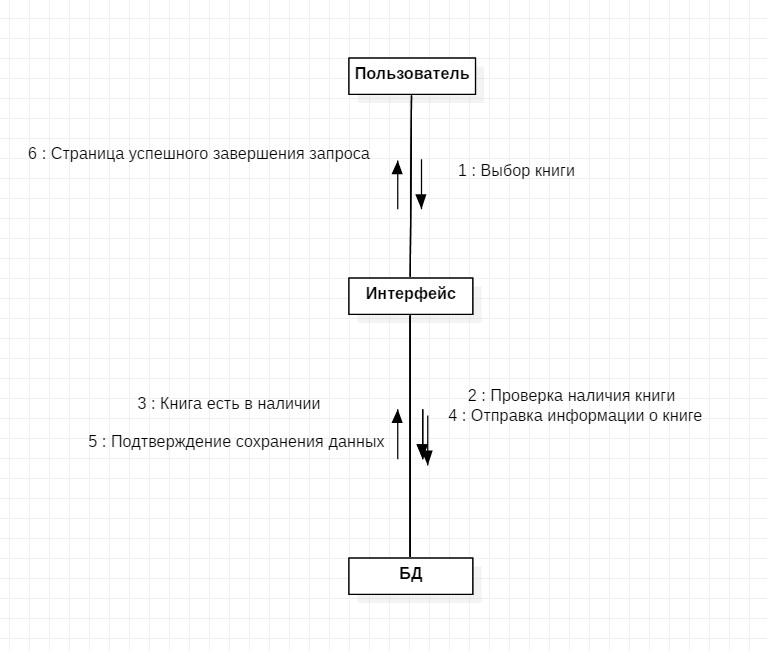 Пользователь
6 : Страница успешного завершения запроса
1 : Выбор книги
Интерфейс
2 : Проверка наличия книги
3 : Книга есть в наличии
4 : Отправка информации о книге
5 : Подтверждение сохранения данных
БД